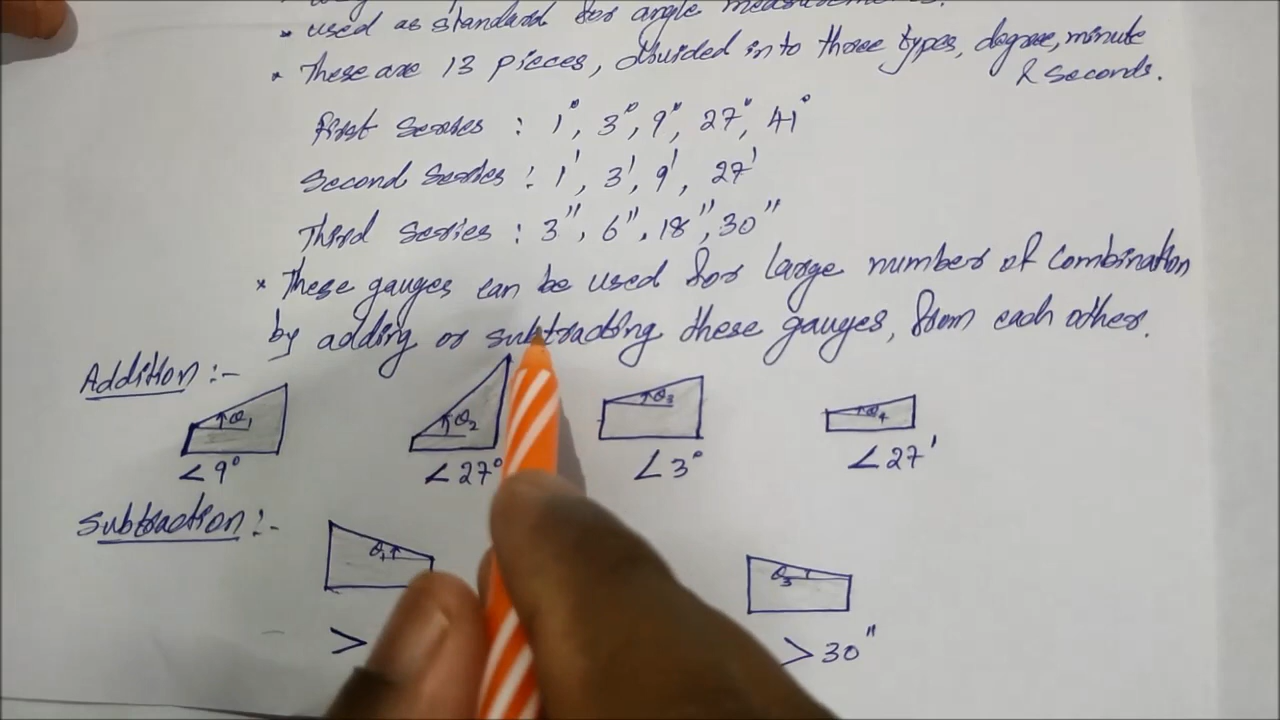 * used as standard for angle measurements.
* These are 13 pieces, divided into three types, degree, minute
& Seconds.
First Series : 1°, 3°, 9°, 27°, 41°
Second Series : 1', 3', 9', 27'
Third Series : 3", 6", 18", 30"
* These gauges can be used for large number of combination
by adding or subtracting these gauges, from each other.
Addition :-
θ₁ θ₂ θ₃ θ₄
∠9° ∠27° ∠3° ∠27'
Subtraction :-
θ₃
> >30"